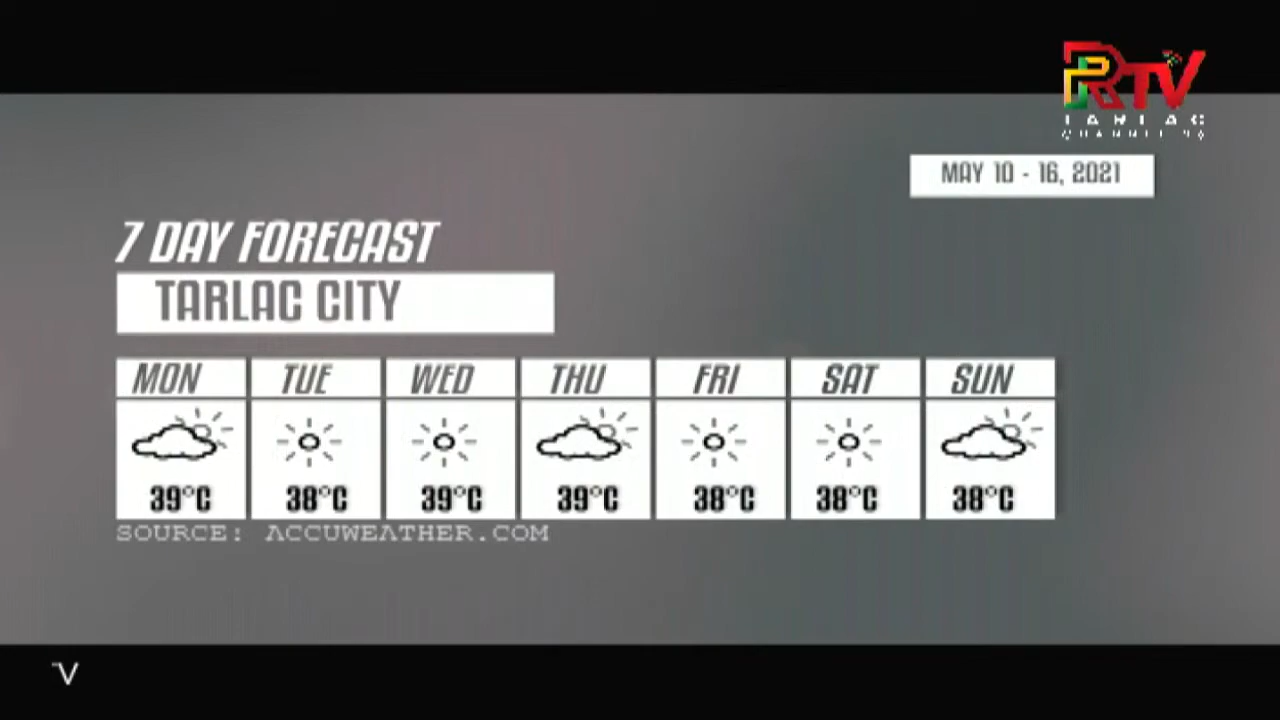 RTV
TARLAC
MAY 10 - 16, 2021
7 DAY FORECAST
TARLAC CITY
MON TUE WED THU FRI SAT SUN
39°C 38°C 39°C 39°C 38°C 38°C 38°C
SOURCE: ACCUWEATHER.COM
V